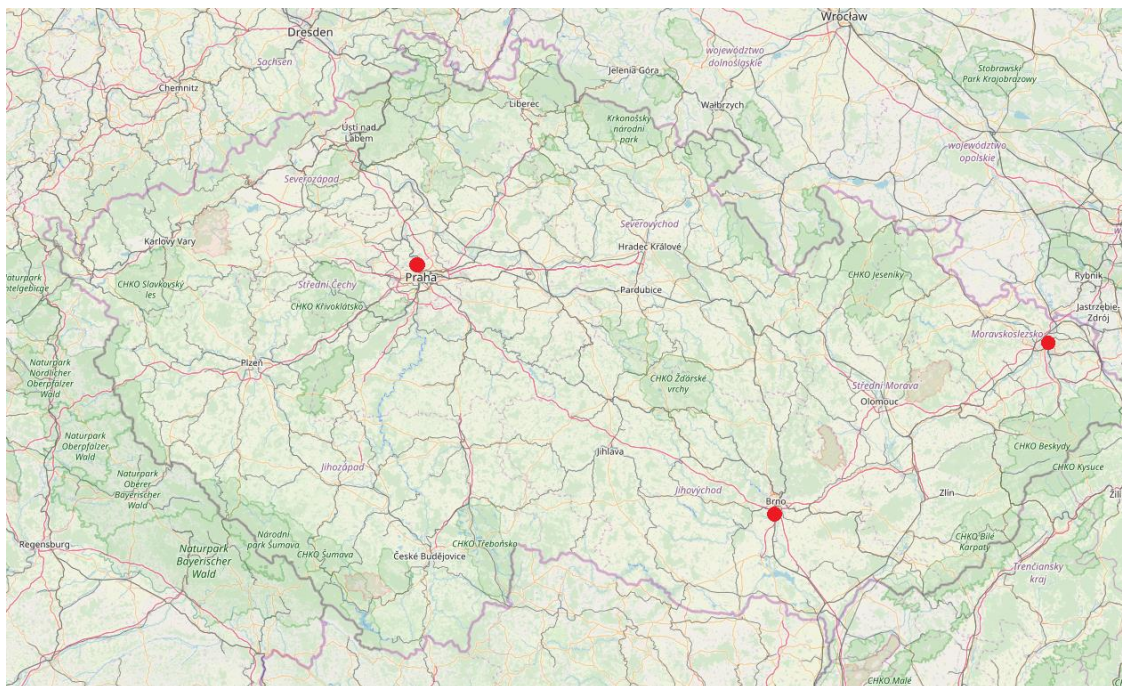 Wrocław
Dresden
Sachsen
województwo
dolnośląskie
Jelenia Góra
Stobrawski
Park Krajobrazowy
Chemnitz
Liberec
Wałbrzych
Krkonošský
národní
park
Ústí nad
Labem
województwo
opolskie
Severozápad
Severovýchod
Karlovy Vary
Hradec Králové
Praha
CHKO Slavkovský
les
Střední Čechy
CHKO Křivoklátsko
Pardubice
CHKO Jeseníky
Rybnik
Jastrzębie-
Zdrój
Moravskoslezsko
Naturpark
Nördlicher
Oberpfälzer
Wald
Plzeň
CHKO Žďárské
vrchy
Střední Morava
Olomouc
Naturpark
Oberpfälzer
Wald
Jihlava
CHKO Beskydy
CHKO Kysuce
Jihozápad
Naturpark
Oberer
Bayerischer
Wald
Jihovýchod
Brno
Zlín
Regensburg
Národní
park Šumava
CHKO Šumava
Naturpark
Bayerischer
Wald
České Budějovice
CHKO Třeboňsko
CHKO Bílé
Karpaty
Trenčiansky
kraj
CHKO Malé